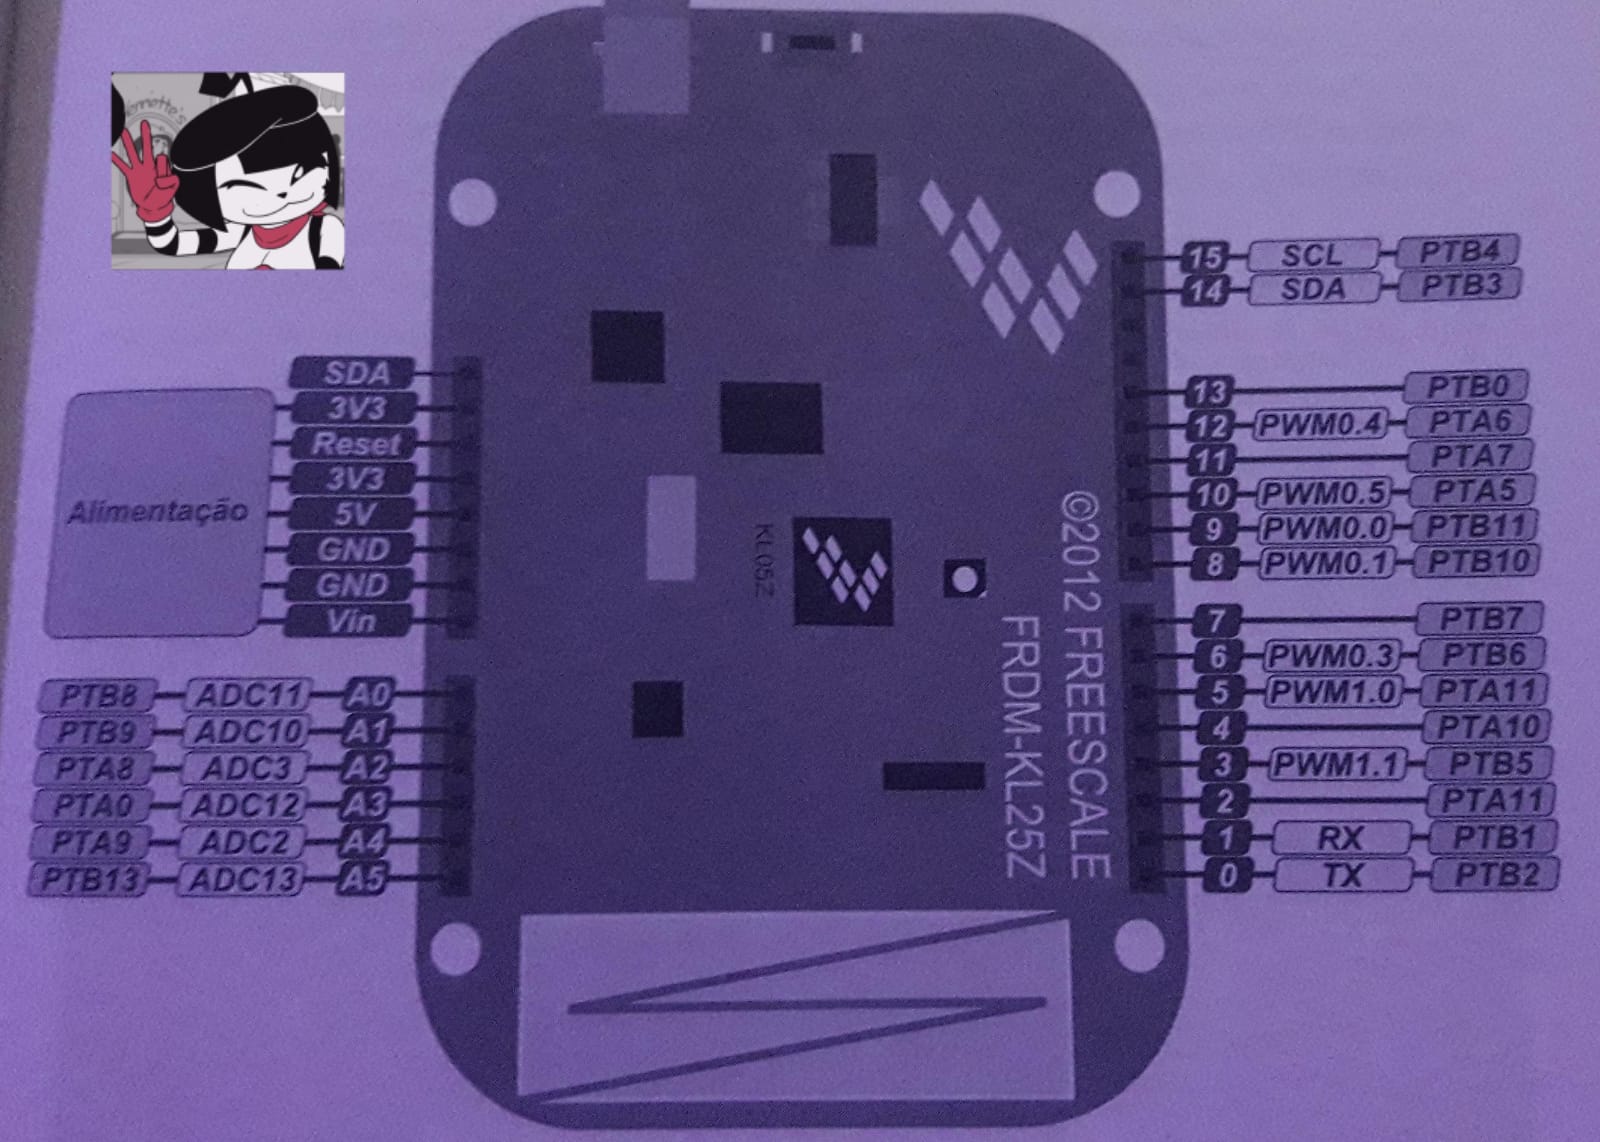 15 SCL PTB4
14 SDA PTB3
SDA
3V3
Reset
3V3
5V
GND
GND
Vin
Alimentação
13 PTB0
12 PWM0.4 PTA6
11 PTA7
10 PWM0.5 PTA5
9 PWM0.0 PTB11
8 PWM0.1 PTB10
7 PTB7
6 PWM0.3 PTB6
5 PWM1.0 PTA11
4 PTA10
3 PWM1.1 PTB5
2 PTA11
1 RX PTB1
0 TX PTB2
PTB8 ADC11 A0
PTB9 ADC10 A1
PTA8 ADC3 A2
PTA0 ADC12 A3
PTA9 ADC2 A4
PTB13 ADC13 A5
KL05Z
©2012 FREESCALE
FRDM-KL25Z